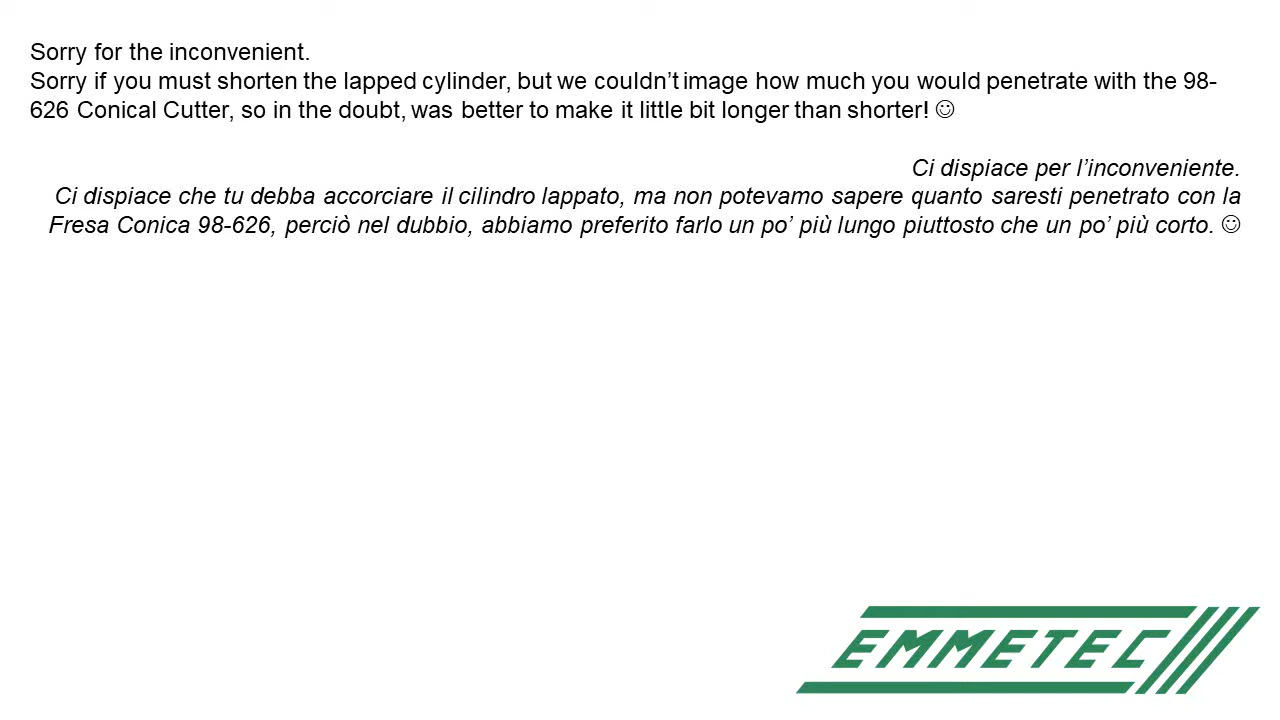 Sorry for the inconvenient.
Sorry if you must shorten the lapped cylinder, but we couldn’t image how much you would penetrate with the 98-
626 Conical Cutter, so in the doubt, was better to make it little bit longer than shorter! ☺
Ci dispiace per l’inconveniente.
Ci dispiace che tu debba accorciare il cilindro lappato, ma non potevamo sapere quanto saresti penetrato con la
Fresa Conica 98-626, perciò nel dubbio, abbiamo preferito farlo un po’ più lungo piuttosto che un po’ più corto. ☺
EMMETEC